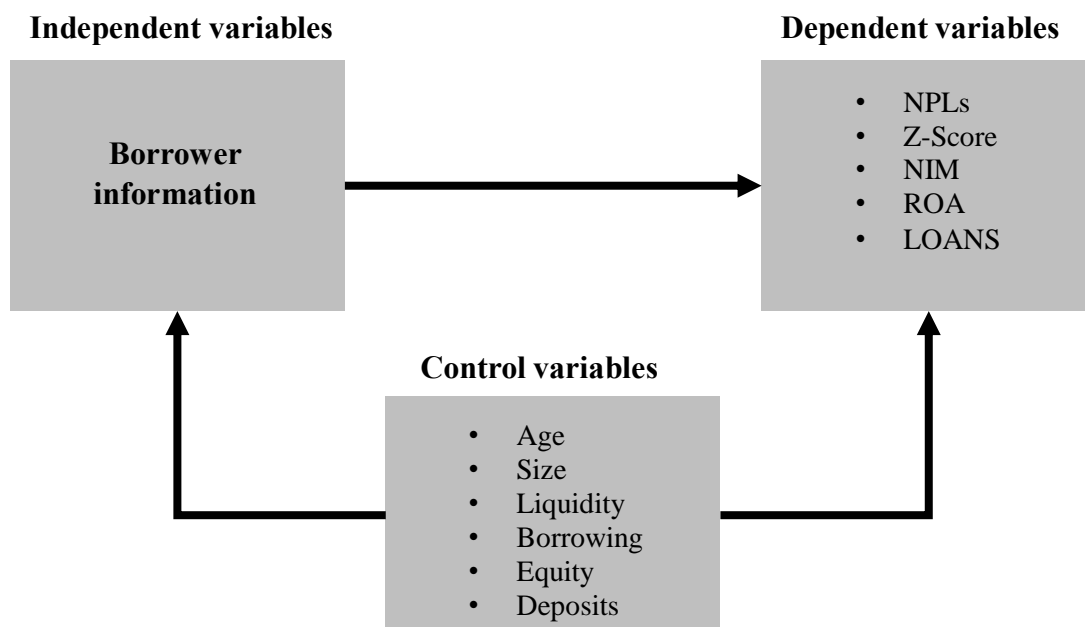 Independent variables
Borrower
information
Dependent variables
• NPLs
• Z-Score
• NIM
• ROA
• LOANS
Control variables
• Age
• Size
• Liquidity
• Borrowing
• Equity
• Deposits